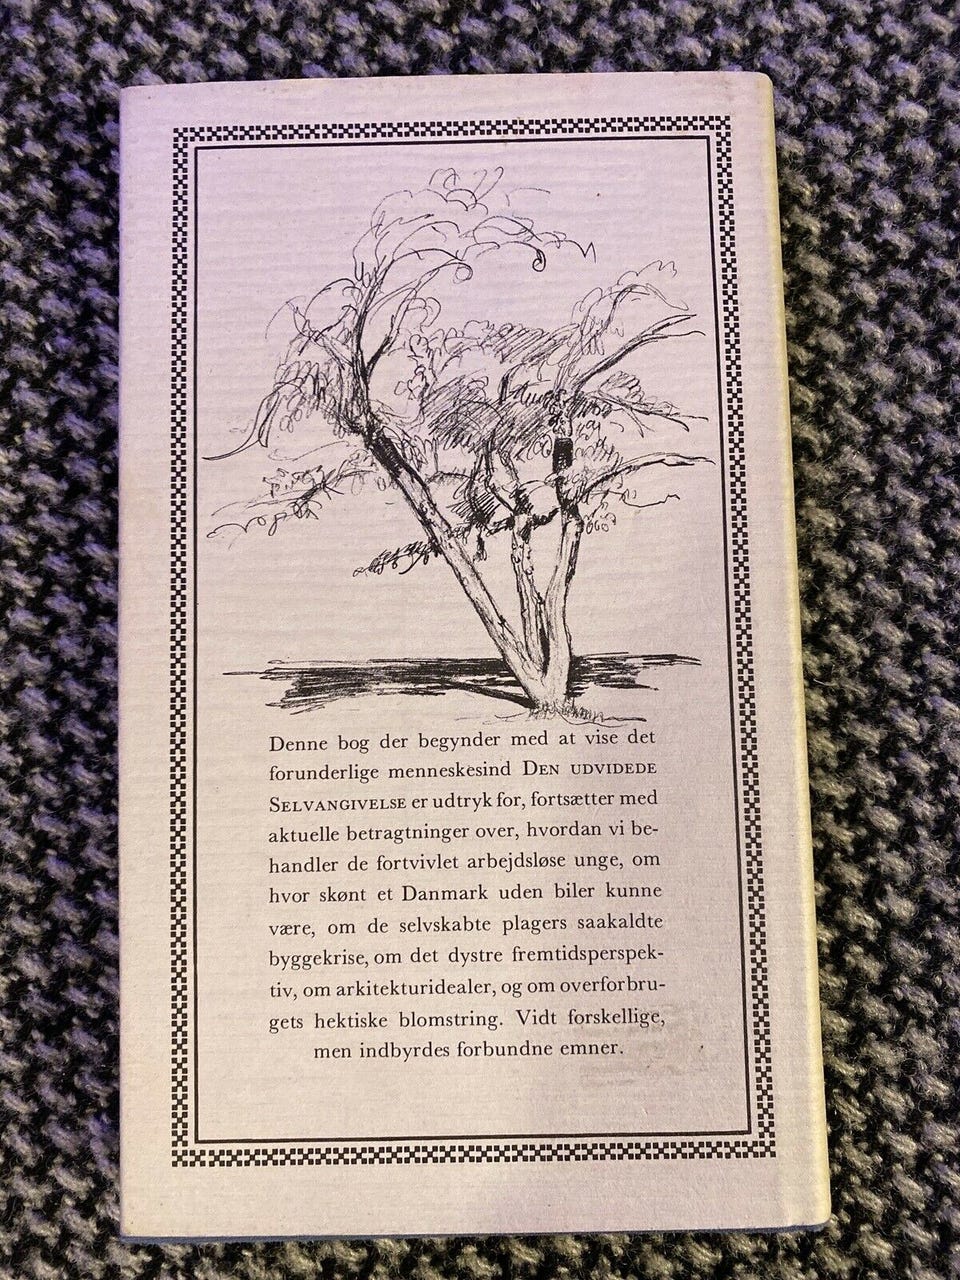 Denne bog der begynder med at vise det
forunderlige menneskesind DEN UDVIDEDE
SELVANGIVELSE er udtryk for, fortsætter med
aktuelle betragtninger over, hvordan vi be-
handler de fortvivlet arbejdsløse unge, om
hvor skønt et Danmark uden biler kunne
være, om de selvskabte plagers saakaldte
byggekrise, om det dystre fremtidsperspek-
tiv, om arkitekturidealer, og om overforbru-
gets hektiske blomstring. Vidt forskellige,
men indbyrdes forbundne emner.